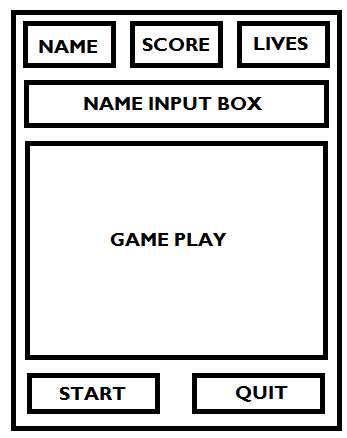 NAME
SCORE
LIVES
NAME INPUT BOX
GAME PLAY
START
QUIT